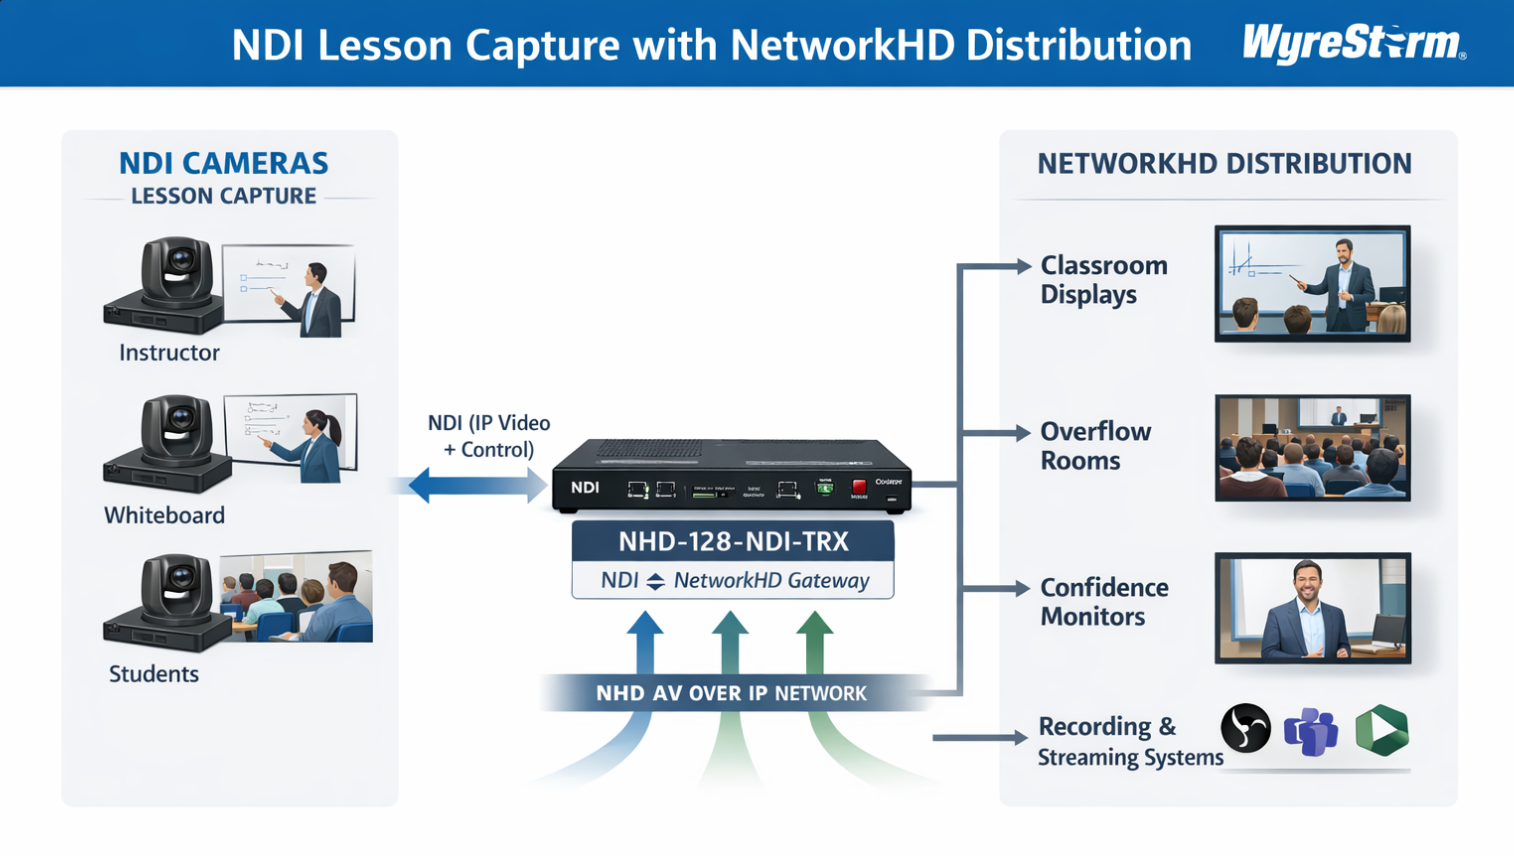 NDI Lesson Capture with NetworkHD Distribution
WyreStorm®
NDI CAMERAS
LESSON CAPTURE
Instructor
Whiteboard
Students
NDI (IP Video
+ Control)
NDI
NHD-128-NDI-TRX
NDI NetworkHD Gateway
NHD AV OVER IP NETWORK
NETWORKHD DISTRIBUTION
Classroom
Displays
Overflow
Rooms
Confidence
Monitors
Recording &
Streaming Systems